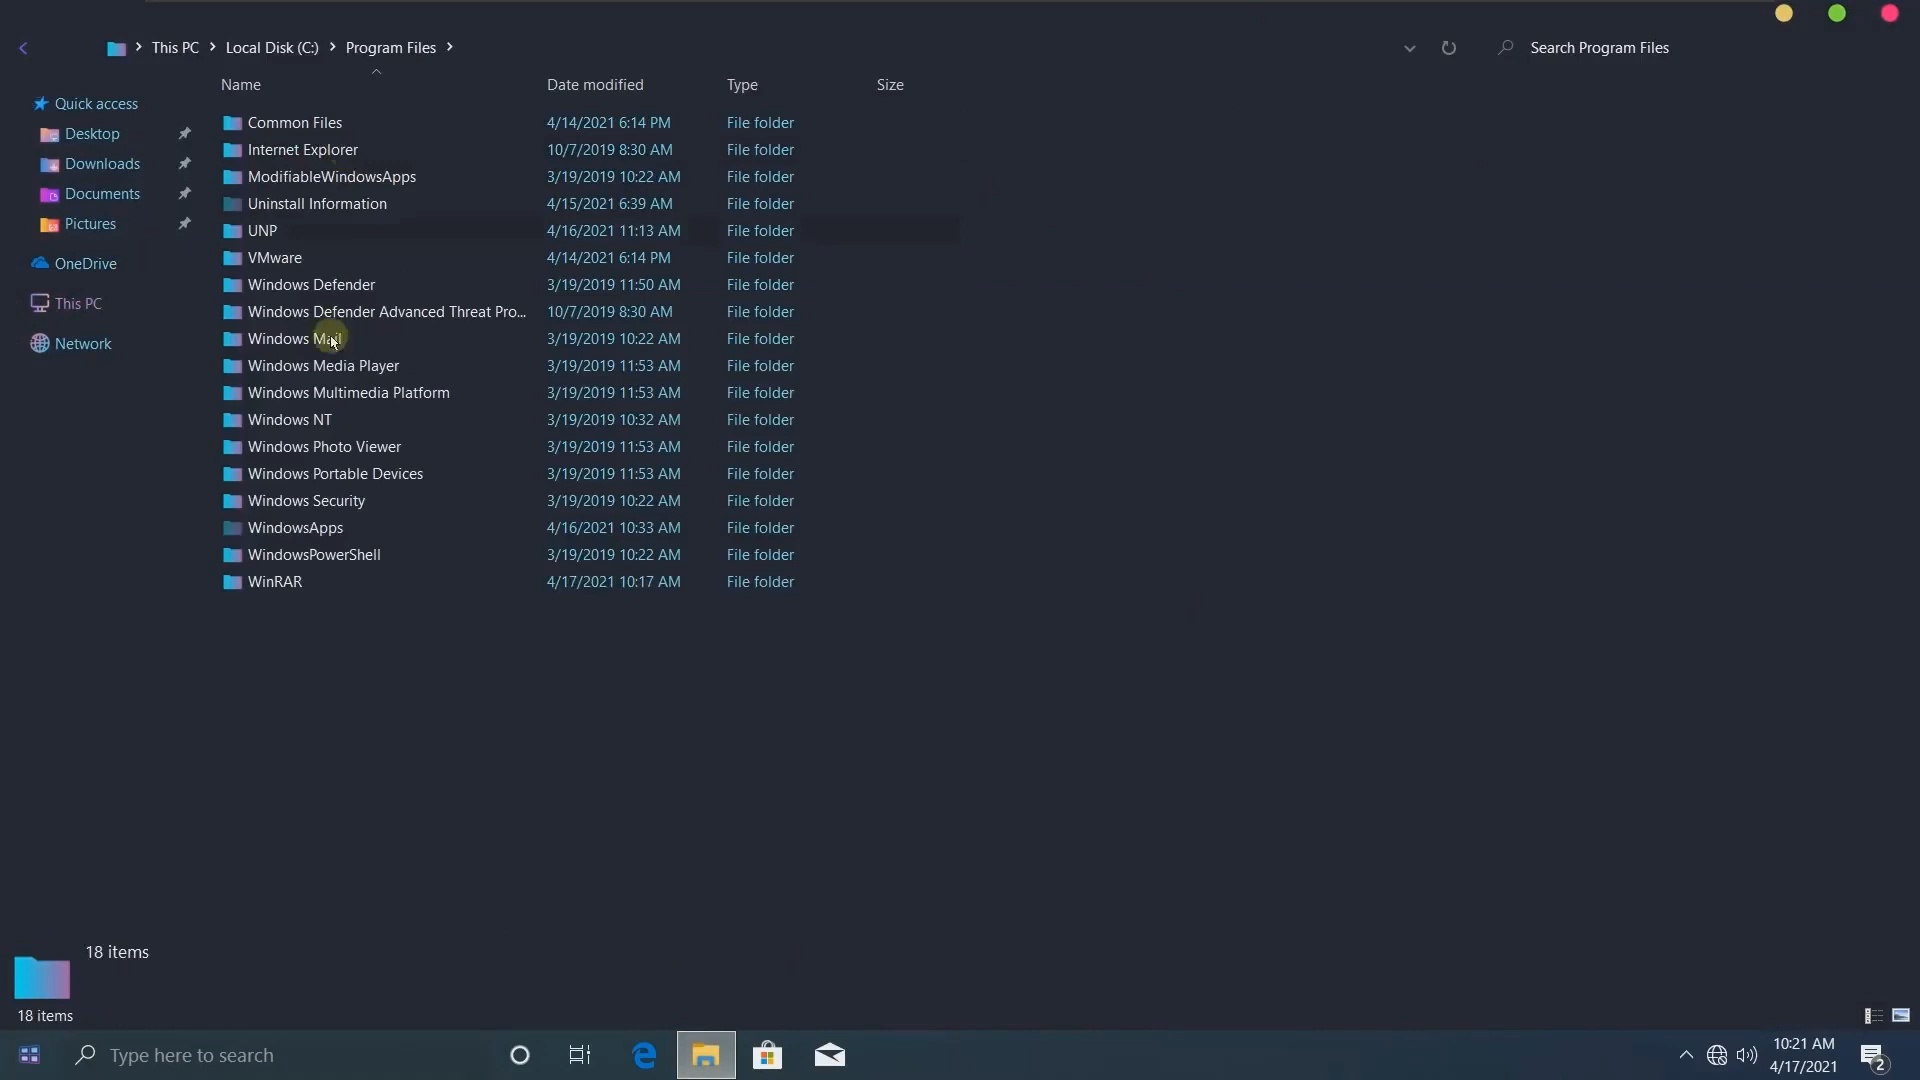 This PC Local Disk (C:) Program Files
Search Program Files
Name Date modified Type Size
Quick access
Desktop
Downloads
Documents
Pictures
OneDrive
This PC
Network
Common Files 4/14/2021 6:14 PM File folder
Internet Explorer 10/7/2019 8:30 AM File folder
ModifiableWindowsApps 3/19/2019 10:22 AM File folder
Uninstall Information 4/15/2021 6:39 AM File folder
UNP 4/16/2021 11:13 AM File folder
VMware 4/14/2021 6:14 PM File folder
Windows Defender 3/19/2019 11:50 AM File folder
Windows Defender Advanced Threat Pro... 10/7/2019 8:30 AM File folder
Windows Mail 3/19/2019 10:22 AM File folder
Windows Media Player 3/19/2019 11:53 AM File folder
Windows Multimedia Platform 3/19/2019 11:53 AM File folder
Windows NT 3/19/2019 10:32 AM File folder
Windows Photo Viewer 3/19/2019 11:53 AM File folder
Windows Portable Devices 3/19/2019 11:53 AM File folder
Windows Security 3/19/2019 10:22 AM File folder
WindowsApps 4/16/2021 10:33 AM File folder
WindowsPowerShell 3/19/2019 10:22 AM File folder
WinRAR 4/17/2021 10:17 AM File folder
18 items
18 items
Type here to search
10:21 AM
4/17/2021
2